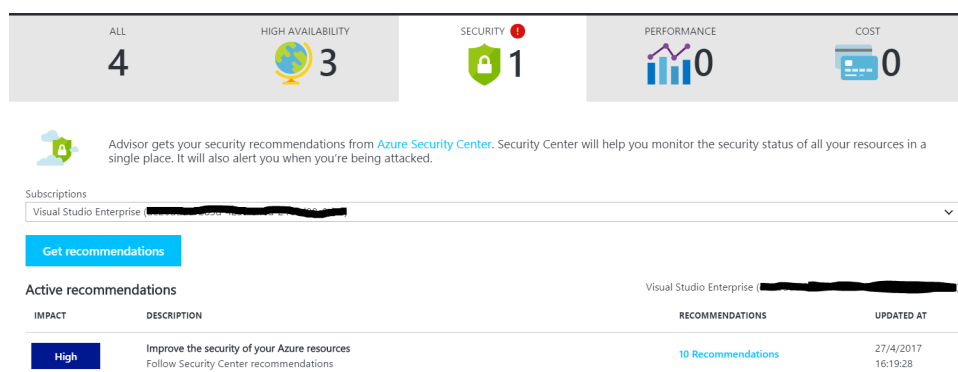 ALL
4
HIGH AVAILABILITY
3
SECURITY !
1
PERFORMANCE
0
COST
0
Advisor gets your security recommendations from Azure Security Center. Security Center will help you monitor the security status of all your resources in a
single place. It will also alert you when you're being attacked.
Subscriptions
Visual Studio Enterprise (
Get recommendations
Active recommendations
Visual Studio Enterprise (
IMPACT DESCRIPTION RECOMMENDATIONS UPDATED AT
High
Improve the security of your Azure resources
Follow Security Center recommendations
10 Recommendations
27/4/2017
16:19:28